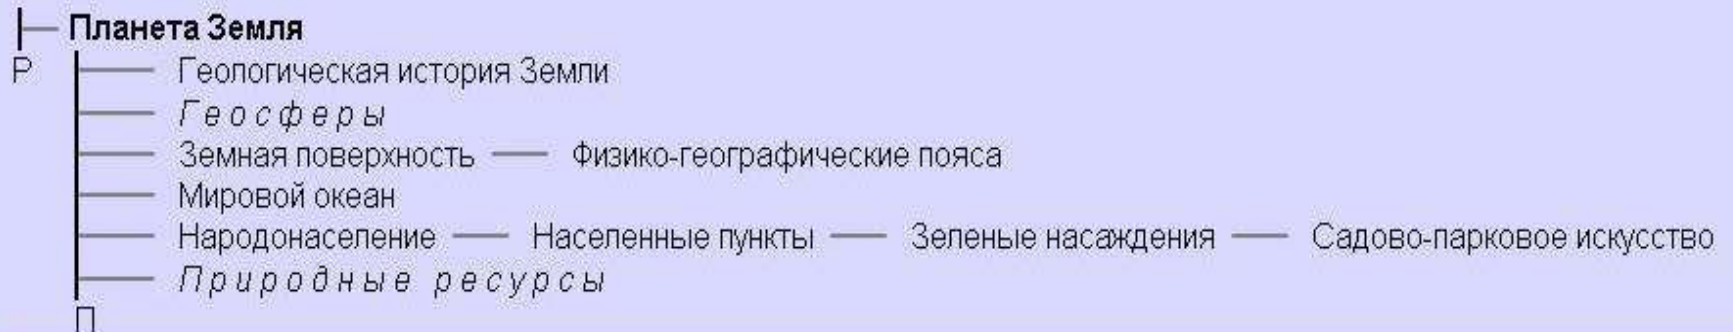 Планета Земля
Р Геологическая история Земли
Геосферы
Земная поверхность Физико-географические пояса
Мировой океан
Народонаселение Населенные пункты Зеленые насаждения Садово-парковое искусство
Природные ресурсы
П